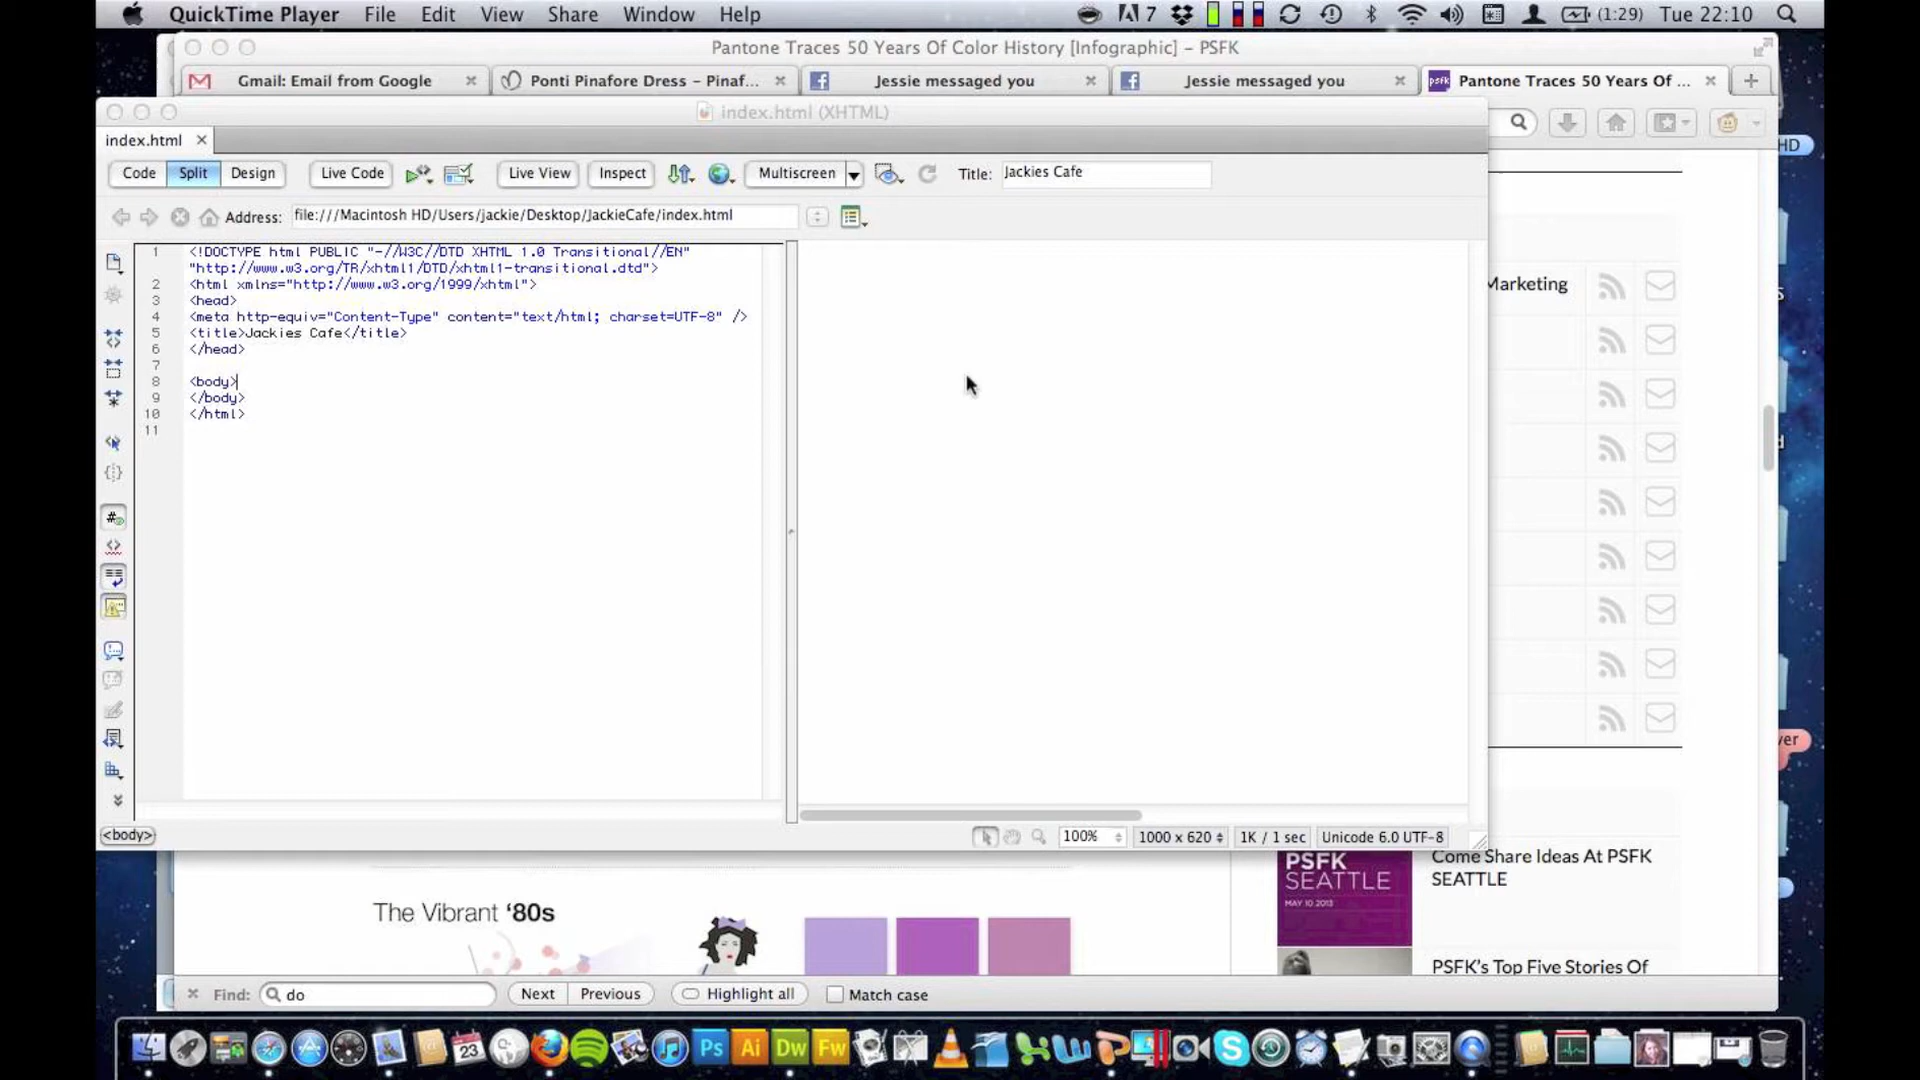 QuickTime Player File Edit View Share Window Help 7 (1:29) Tue 22:10
Pantone Traces 50 Years Of Color History [Infographic] – PSFK
Gmail: Email from Google Ponti Pinafore Dress – Pinaf... Jessie messaged you Jessie messaged you psfk Pantone Traces 50 Years Of ...
index.html (XHTML)
index.html
HD
Code Split Design Live Code Live View Inspect Multiscreen Title: Jackies Cafe
Address: file:///Macintosh HD/Users/jackie/Desktop/JackieCafe/index.html
1 <!DOCTYPE html PUBLIC "-//W3C//DTD XHTML 1.0 Transitional//EN"
"http://www.w3.org/TR/xhtml1/DTD/xhtml1-transitional.dtd">
2 <html xmlns="http://www.w3.org/1999/xhtml">
3 <head>
4 <meta http-equiv="Content-Type" content="text/html; charset=UTF-8" />
5 <title>Jackies Cafe</title>
6 </head>
7
8 <body>
9 </body>
10 </html>
11
Marketing
<body>
100% 1000 x 620 1K / 1 sec Unicode 6.0 UTF-8
The Vibrant ‘80s
PSFK
SEATTLE
MAY 10 2013
Come Share Ideas At PSFK
SEATTLE
PSFK's Top Five Stories Of
Find: do Next Previous Highlight all Match case
23 Ps Ai Dw Fw